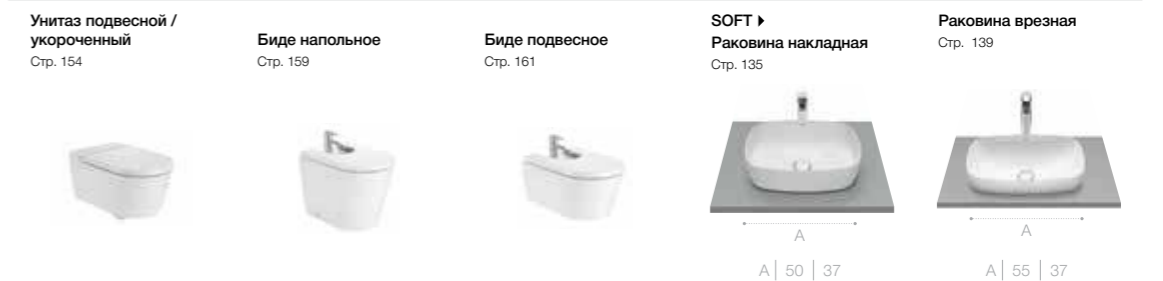 Унитаз подвесной /
укороченный
Стр. 154
Биде напольное
Стр. 159
Биде подвесное
Стр. 161
SOFT ▶
Раковина накладная
Стр. 135
A
A | 50 | 37
Раковина врезная
Стр. 139
A
A | 55 | 37